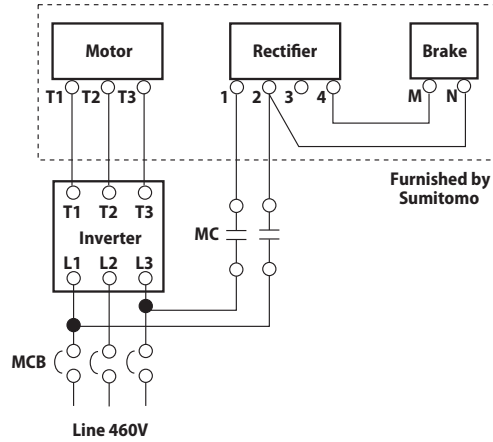 Motor
Rectifier
Brake
T1 T2 T3
1 2 3 4
M N
Furnished by
Sumitomo
T1 T2 T3
Inverter
MC
L1 L2 L3
MCB
Line 460V